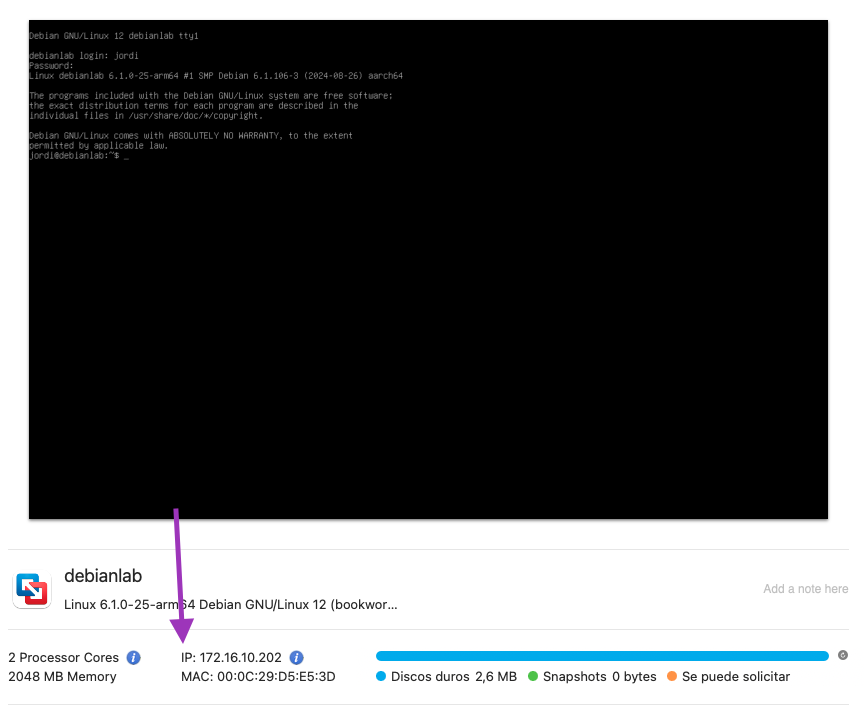 Debian GNU/Linux 12 debianlab tty1
debianlab login: jordi
Password:
Linux debianlab 6.1.0-25-arm64 #1 SMP Debian 6.1.106-3 (2024-08-26) aarch64
The programs included with the Debian GNU/Linux system are free software;
the exact distribution terms for each program are described in the
individual files in /usr/share/doc/*/copyright.
Debian GNU/Linux comes with ABSOLUTELY NO WARRANTY, to the extent
permitted by applicable law.
jordi@debianlab:~$ _
debianlab
Add a note here
Linux 6.1.0-25-arm64 Debian GNU/Linux 12 (bookwor...
2 Processor Cores
IP: 172.16.10.202
2048 MB Memory
MAC: 00:0C:29:D5:E5:3D
Discos duros 2,6 MB
Snapshots 0 bytes
Se puede solicitar